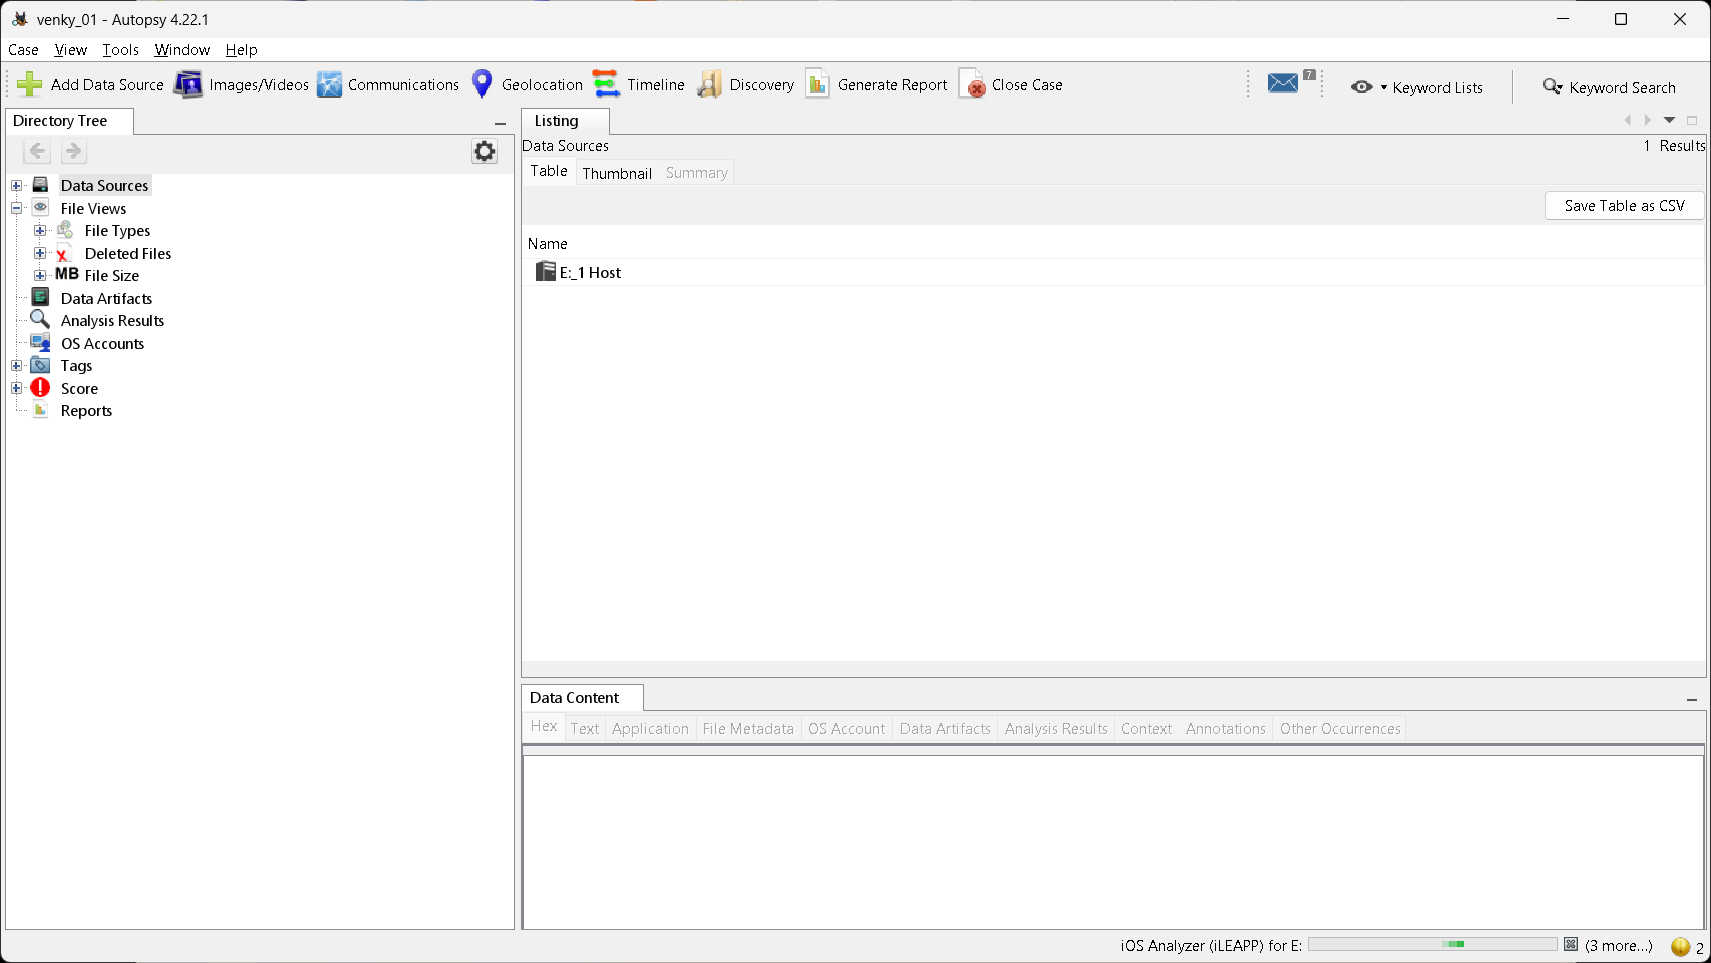 venky_01 - Autopsy 4.22.1
Case View Tools Window Help
Add Data Source Images/Videos Communications Geolocation Timeline Discovery Generate Report Close Case 7 Keyword Lists Keyword Search
Directory Tree
Data Sources
File Views
File Types
Deleted Files
MB File Size
Data Artifacts
Analysis Results
OS Accounts
Tags
Score
Reports
Listing
Data Sources 1 Results
Table Thumbnail Summary
Save Table as CSV
Name
E:_1 Host
Data Content
Hex Text Application File Metadata OS Account Data Artifacts Analysis Results Context Annotations Other Occurrences
iOS Analyzer (iLEAPP) for E: (3 more...) 2